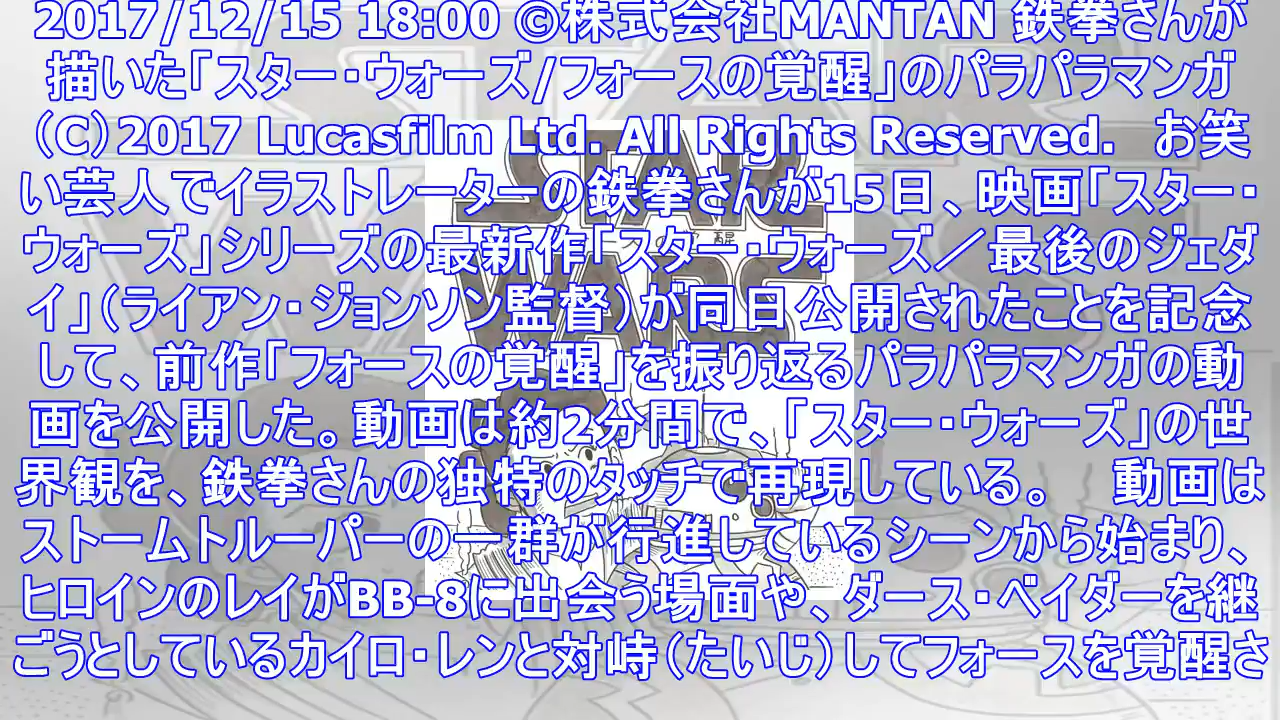 2017/12/15 18:00 ©株式会社MANTAN 鉄拳さんが
描いた「スター・ウォーズ/フォースの覚醒」のパラパラマンガ
（C）2017 Lucasfilm Ltd. All Rights Reserved.　お笑
い芸人でイラストレーターの鉄拳さんが15日、映画「スター・
ウォーズ」シリーズの最新作「スター・ウォーズ／最後のジェダ
イ」（ライアン・ジョンソン監督）が同日公開されたことを記念
して、前作「フォースの覚醒」を振り返るパラパラマンガの動
画を公開した。動画は約2分間で、「スター・ウォーズ」の世
界観を、鉄拳さんの独特のタッチで再現している。　動画は
ストームトルーパーの一群が行進しているシーンから始まり、
ヒロインのレイがBB-8に出会う場面や、ダース・ベイダーを継
ごうとしているカイロ・レンと対峙（たいじ）してフォースを覚醒さ
STAR
WARS